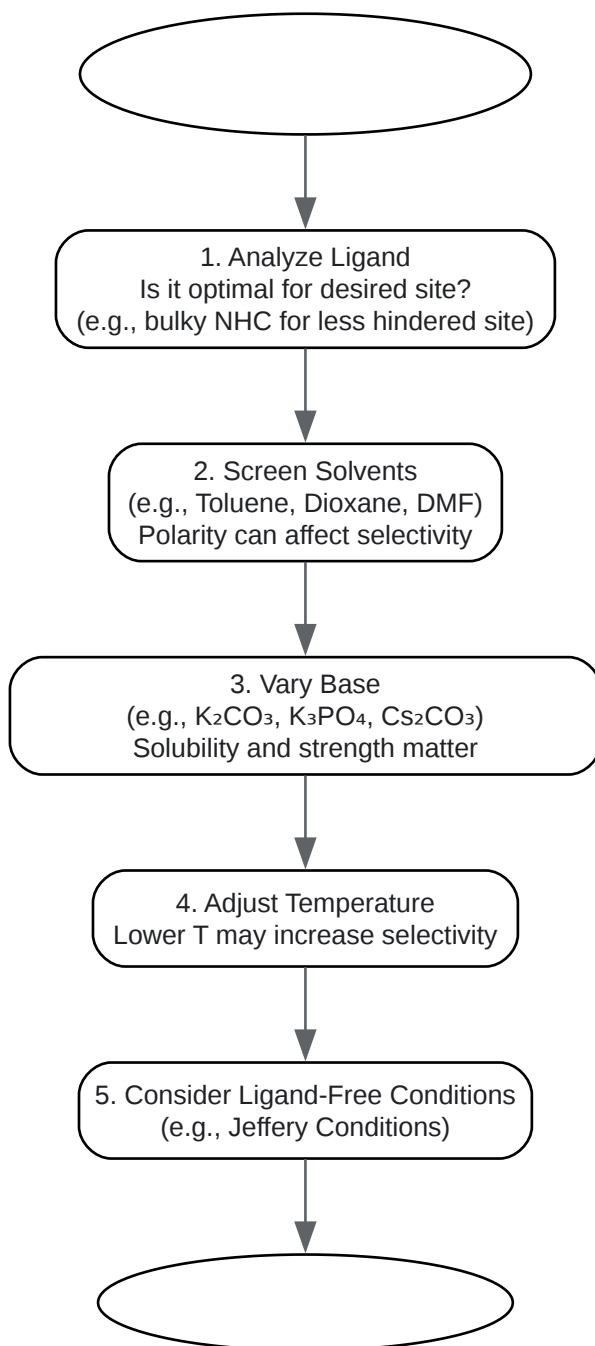 1. Analyze Ligand
Is it optimal for desired site?
(e.g., bulky NHC for less hindered site)
2. Screen Solvents
(e.g., Toluene, Dioxane, DMF)
Polarity can affect selectivity
3. Vary Base
(e.g., K₂CO₃, K₃PO₄, Cs₂CO₃)
Solubility and strength matter
4. Adjust Temperature
Lower T may increase selectivity
5. Consider Ligand-Free Conditions
(e.g., Jeffery Conditions)